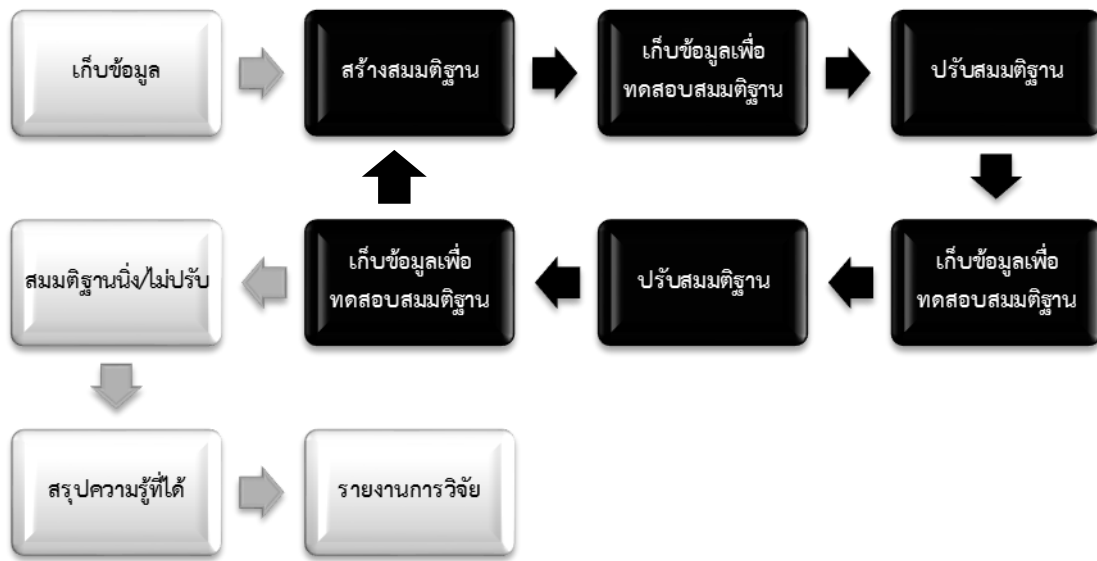 เก็บข้อมูล
สร้างสมมติฐาน
เก็บข้อมูลเพื่อ
ทดสอบสมมติฐาน
ปรับสมมติฐาน
สมมติฐานนิ่ง/ไม่ปรับ
เก็บข้อมูลเพื่อ
ทดสอบสมมติฐาน
ปรับสมมติฐาน
เก็บข้อมูลเพื่อ
ทดสอบสมมติฐาน
สรุปความรู้ที่ได้
รายงานการวิจัย